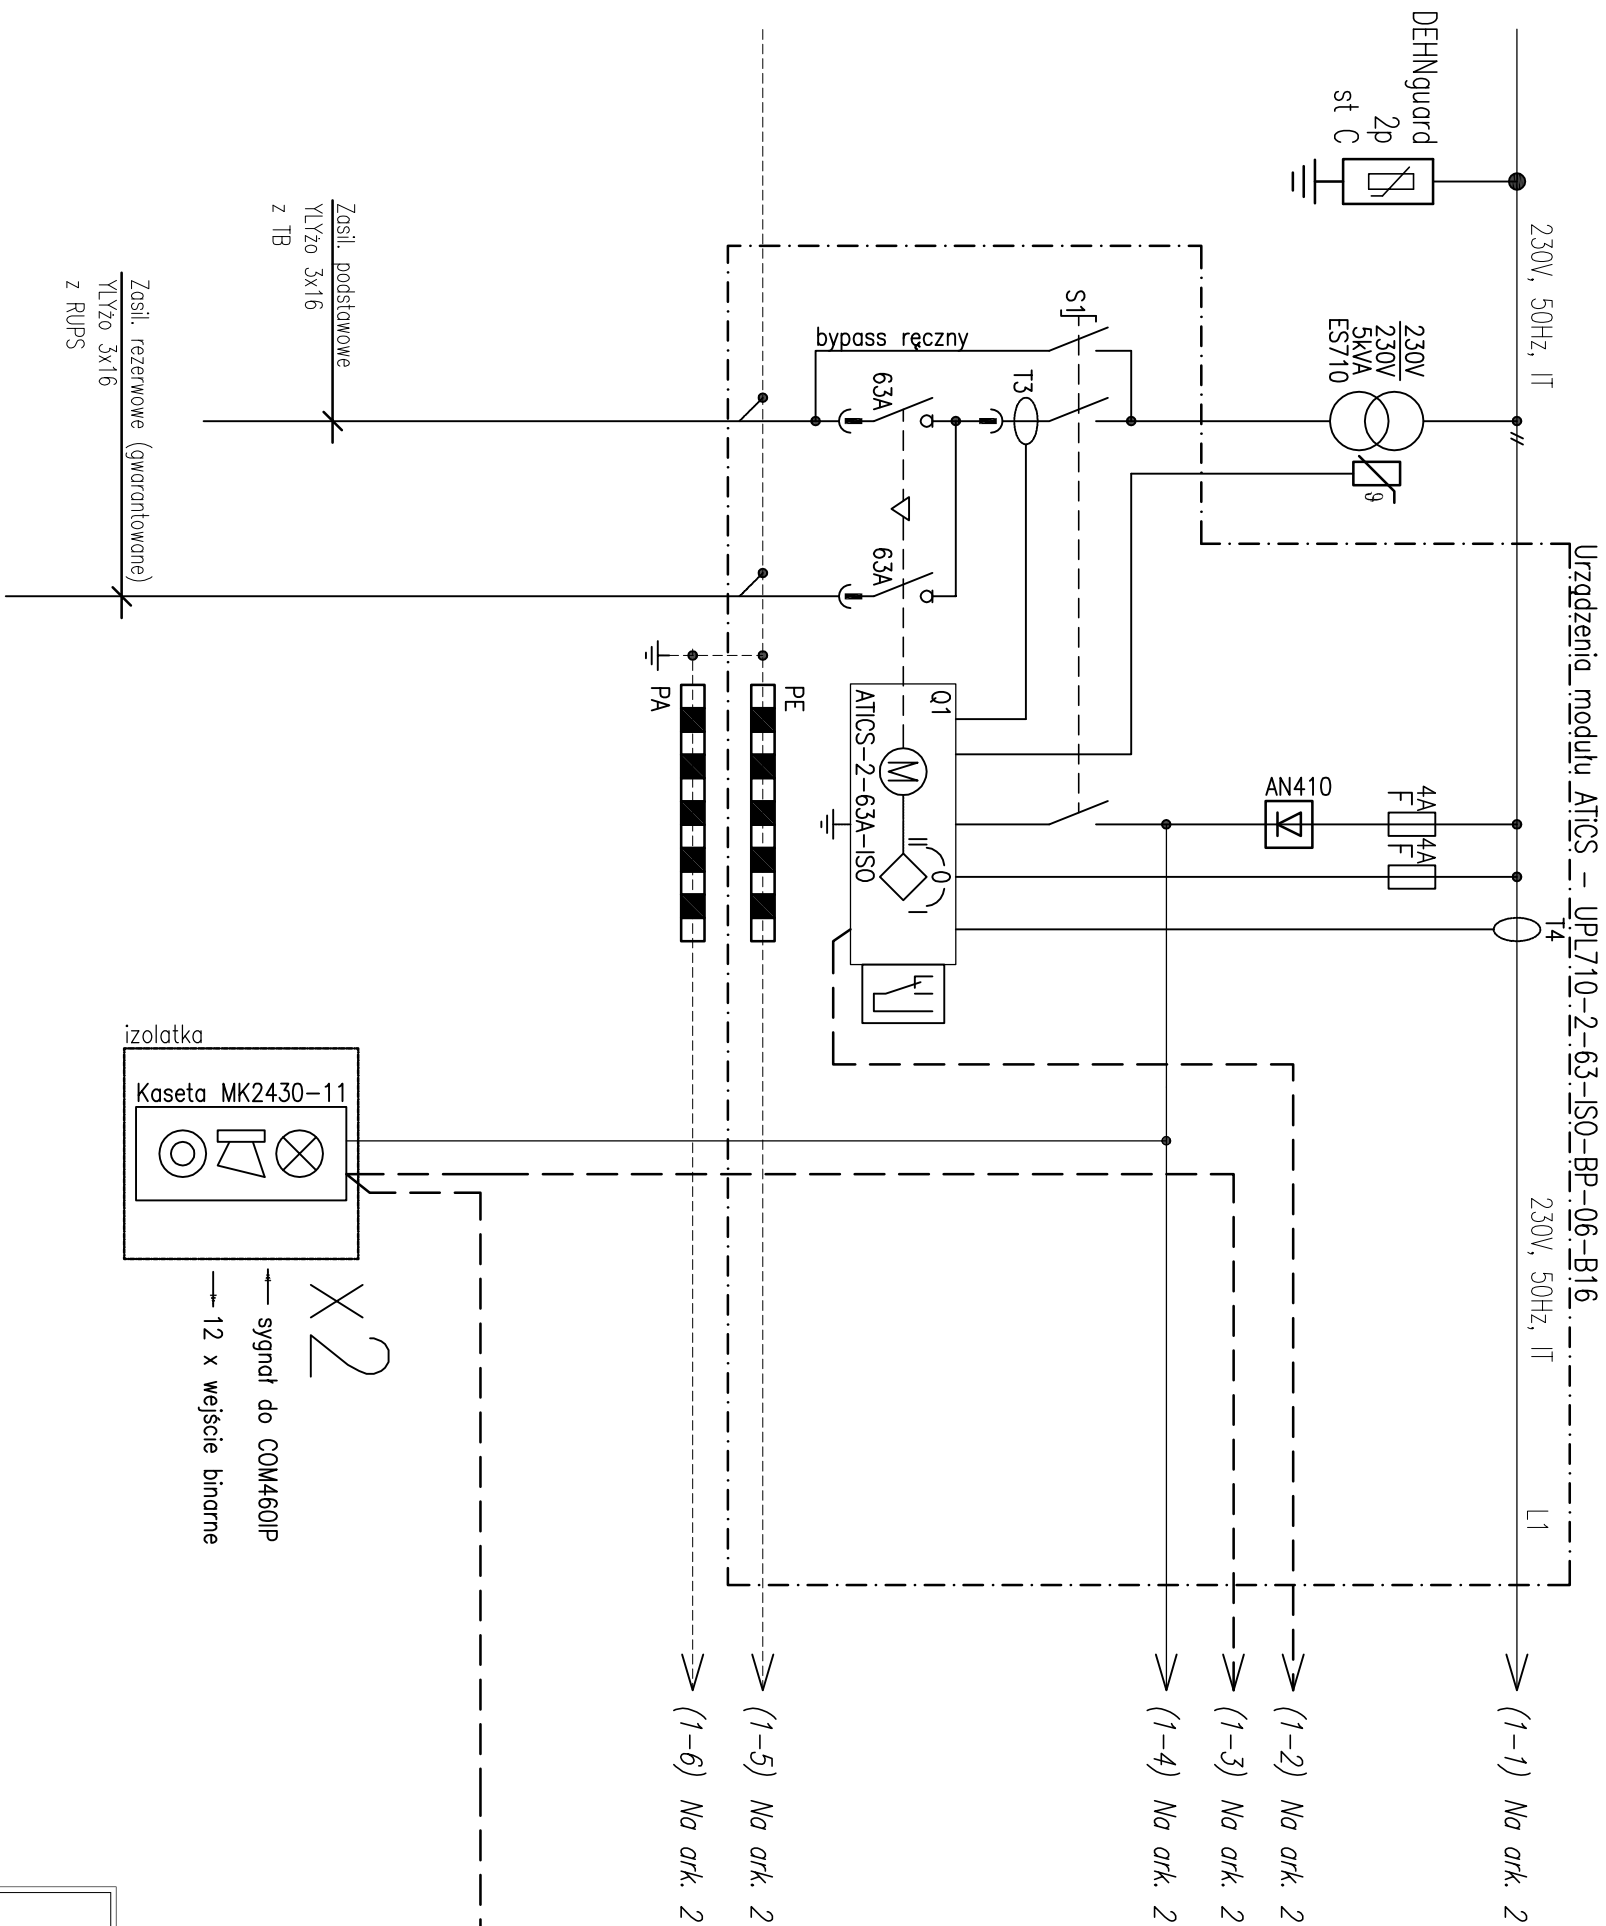 DEHNguard
2p
st C
230V, 50Hz, IT
230V
230V
5kVA
ES710
Urządzenia modułu ATiCS – UPL710–2–63–ISO–BP–06–B16
230V, 50Hz, IT
L1
S1
bypass ręczny
T3
63A
63A
ϑ
Zasil. podstawowe
YLYżo 3x16
z TB
Zasil. rezerwowe (gwarantowane)
YLYżo 3x16
z RUPS
PE
PA
Q1
ATICS–2–63A–ISO
M
II
0
I
AN410
4A
F
4A
F
T4
izolatka
Kaseta MK2430–11
X2
sygnał do COM460IP
12 x wejście binarne
(1–1) Na ark. 2
(1–2) Na ark. 2
(1–3) Na ark. 2
(1–4) Na ark. 2
(1–5) Na ark. 2
(1–6) Na ark. 2